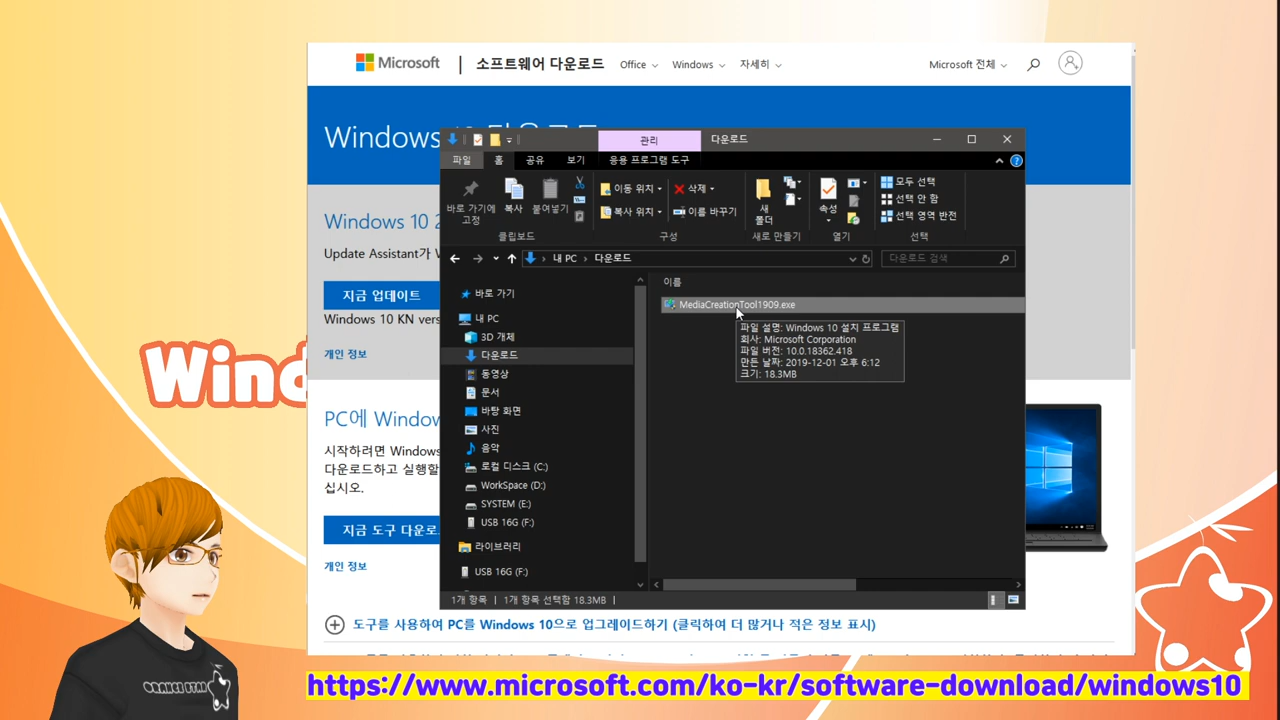 Microsoft
소프트웨어 다운로드
Office
Windows
자세히
Microsoft 전체
Windows
관리
다운로드
파일
홈
공유
보기
응용 프로그램 도구
바로 가기에
고정
복사
붙여넣기
이동 위치
복사 위치
삭제
이름 바꾸기
새
폴더
속성
모두 선택
선택 안 함
선택 영역 반전
클립보드
구성
새로 만들기
열기
선택
내 PC
다운로드
다운로드 검색
이름
MediaCreationTool1909.exe
파일 설명: Windows 10 설치 프로그램
회사: Microsoft Corporation
파일 버전: 10.0.18362.418
만든 날짜: 2019-12-01 오후 6:12
크기: 18.3MB
바로 가기
내 PC
3D 개체
다운로드
동영상
문서
바탕 화면
사진
음악
로컬 디스크 (C:)
WorkSpace (D:)
SYSTEM (E:)
USB 16G (F:)
라이브러리
USB 16G (F:)
1개 항목
1개 항목 선택함 18.3MB
Windows 10
Update Assistant가
지금 업데이트
Windows 10 KN vers
개인 정보
Wind
PC에 Window
시작하려면 Windows
다운로드하고 실행할
십시오.
지금 도구 다운로
개인 정보
도구를 사용하여 PC를 Windows 10으로 업그레이드하기 (클릭하여 더 많거나 적은 정보 표시)
ORANGE STAR
https://www.microsoft.com/ko-kr/software-download/windows10